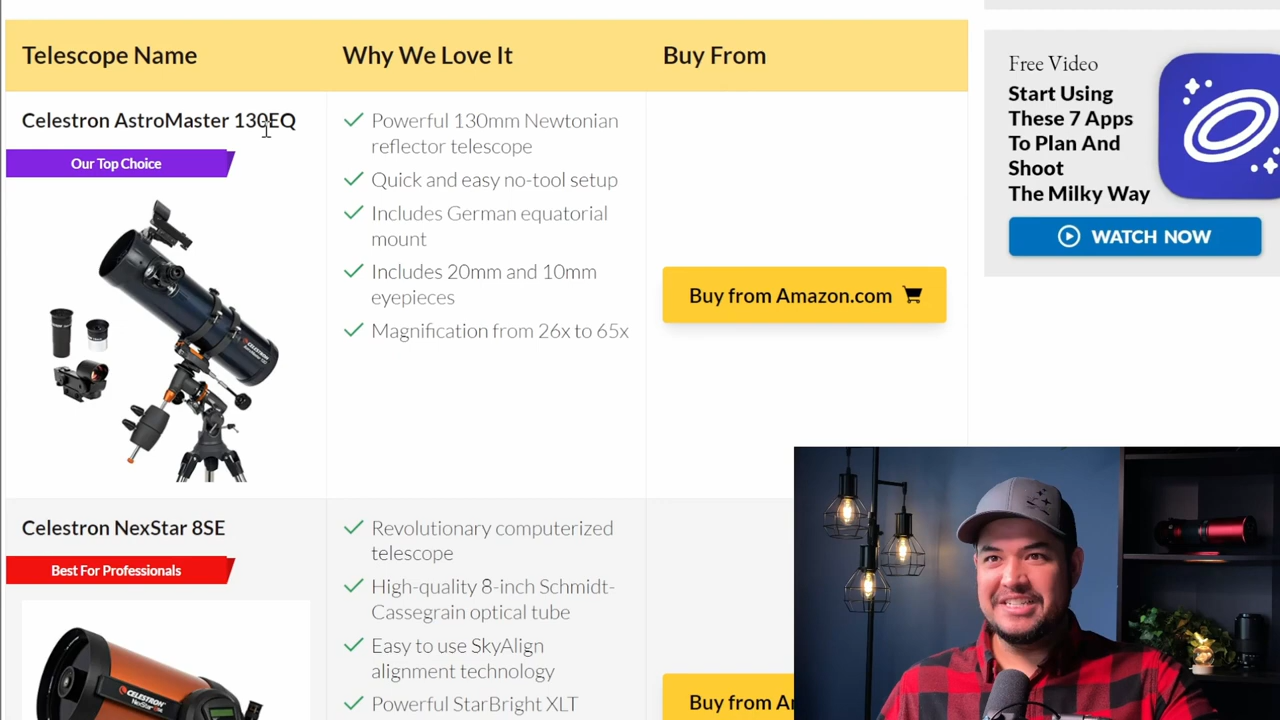 Telescope Name
Why We Love It
Buy From
Celestron AstroMaster 130EQ
Our Top Choice
Powerful 130mm Newtonian
reflector telescope
Quick and easy no-tool setup
Includes German equatorial
mount
Includes 20mm and 10mm
eyepieces
Magnification from 26x to 65x
Buy from Amazon.com
CELESTRON
Celestron NexStar 8SE
Best For Professionals
Revolutionary computerized
telescope
High-quality 8-inch Schmidt-
Cassegrain optical tube
Easy to use SkyAlign
alignment technology
Powerful StarBright XLT
Buy from Am
CELESTRON
NexStar
Free Video
Start Using
These 7 Apps
To Plan And
Shoot
The Milky Way
WATCH NOW